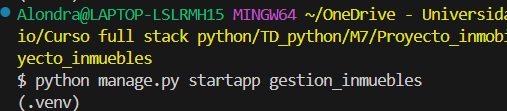 Alondra@LAPTOP-LSLRMH15 MINGW64 ~/OneDrive - Universida
io/Curso full stack python/TD_python/M7/Proyecto_inmobi
yecto_inmuebles
$ python manage.py startapp gestion_inmuebles
(.venv)